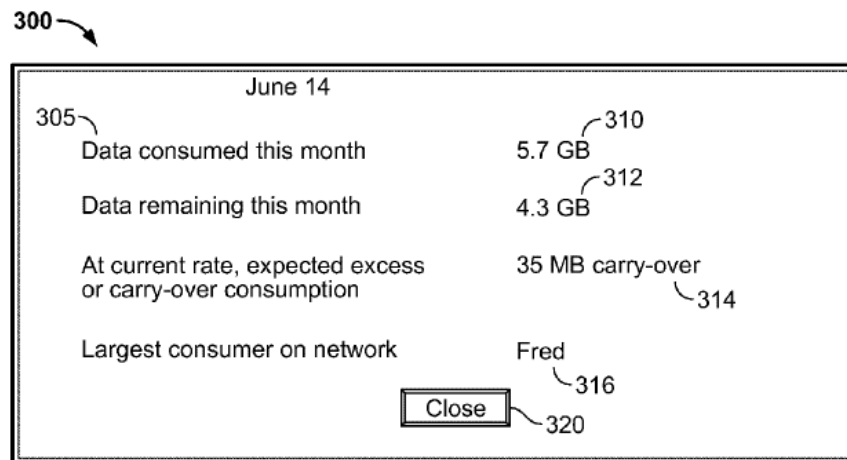 300
June 14
305
310
Data consumed this month 5.7 GB
312
Data remaining this month 4.3 GB
At current rate, expected excess 35 MB carry-over
or carry-over consumption
314
Largest consumer on network Fred
316
Close
320